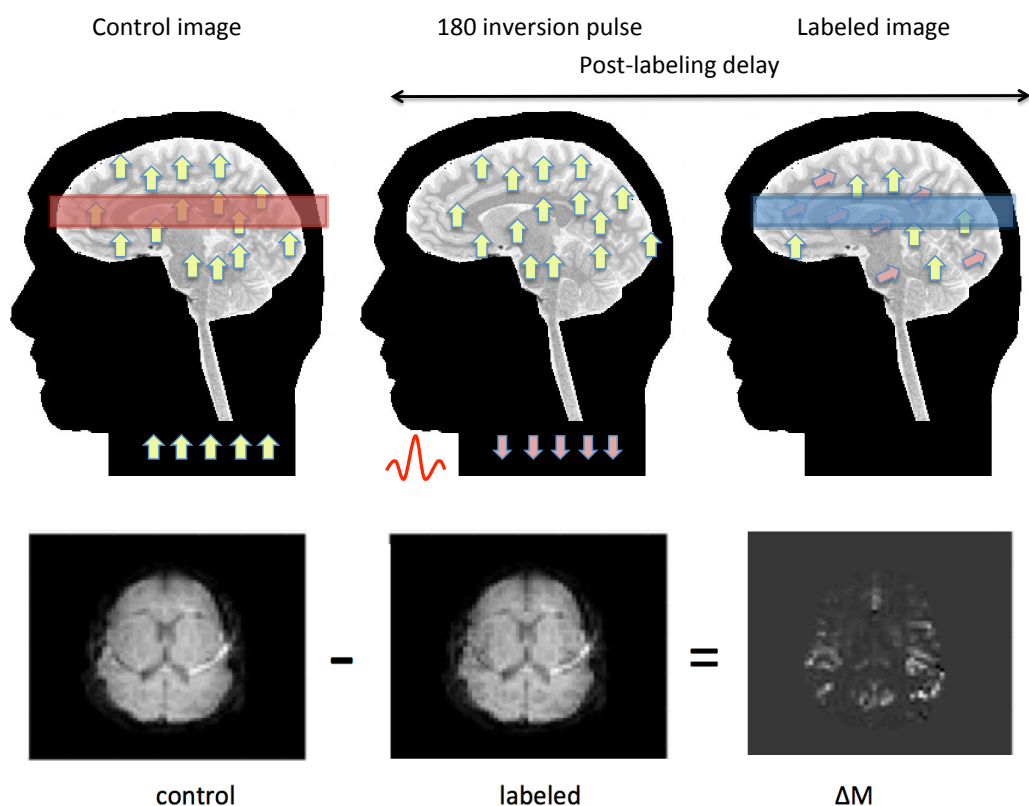 Control image
180 inversion pulse
Labeled image
Post-labeling delay
-
=
control
labeled
ΔM